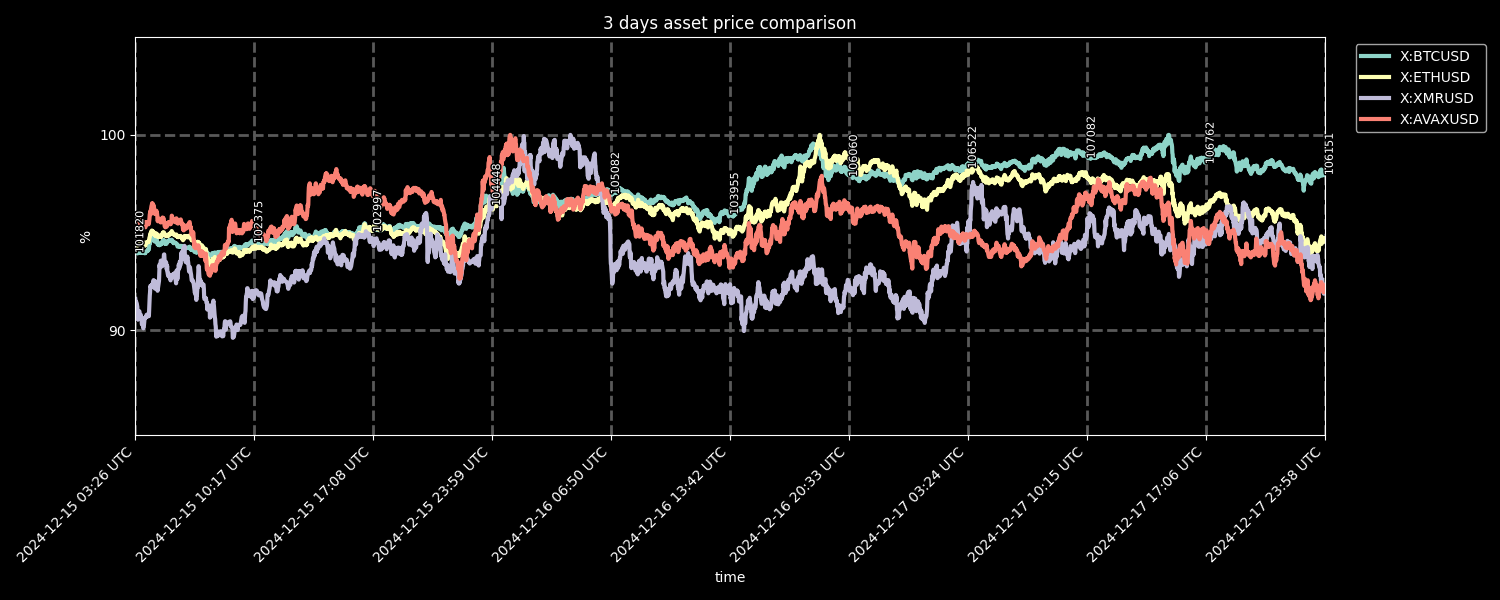 3 days asset price comparison
X:BTCUSD
X:ETHUSD
X:XMRUSD
X:AVAXUSD
100
90
%
101820
102375
102997
104448
105082
103955
106060
106522
107082
106762
106151
2024-12-15 03:26 UTC
2024-12-15 10:17 UTC
2024-12-15 17:08 UTC
2024-12-15 23:59 UTC
2024-12-16 06:50 UTC
2024-12-16 13:42 UTC
2024-12-16 20:33 UTC
2024-12-17 03:24 UTC
2024-12-17 10:15 UTC
2024-12-17 17:06 UTC
2024-12-17 23:58 UTC
time